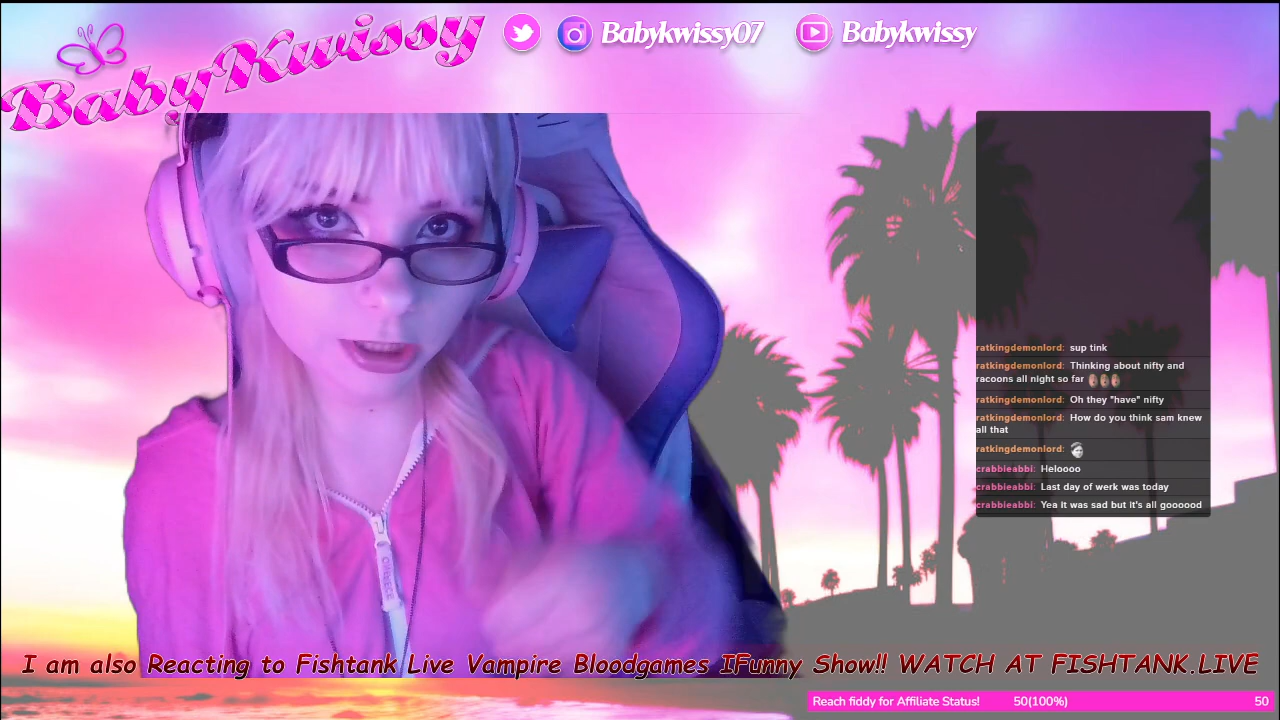 BabyKwissy
Babykwissy07
Babykwissy
ratkingdemonlord: sup tink
ratkingdemonlord: Thinking about nifty and
racoons all night so far
ratkingdemonlord: Oh they "have" nifty
ratkingdemonlord: How do you think sam knew
all that
ratkingdemonlord:
crabbieabbi: Heloooo
crabbieabbi: Last day of werk was today
crabbieabbi: Yea it was sad but it's all goooood
I am also Reacting to Fishtank Live Vampire Bloodgames IFunny Show!! WATCH AT FISHTANK.LIVE
Reach fiddy for Affiliate Status! 50(100%) 50